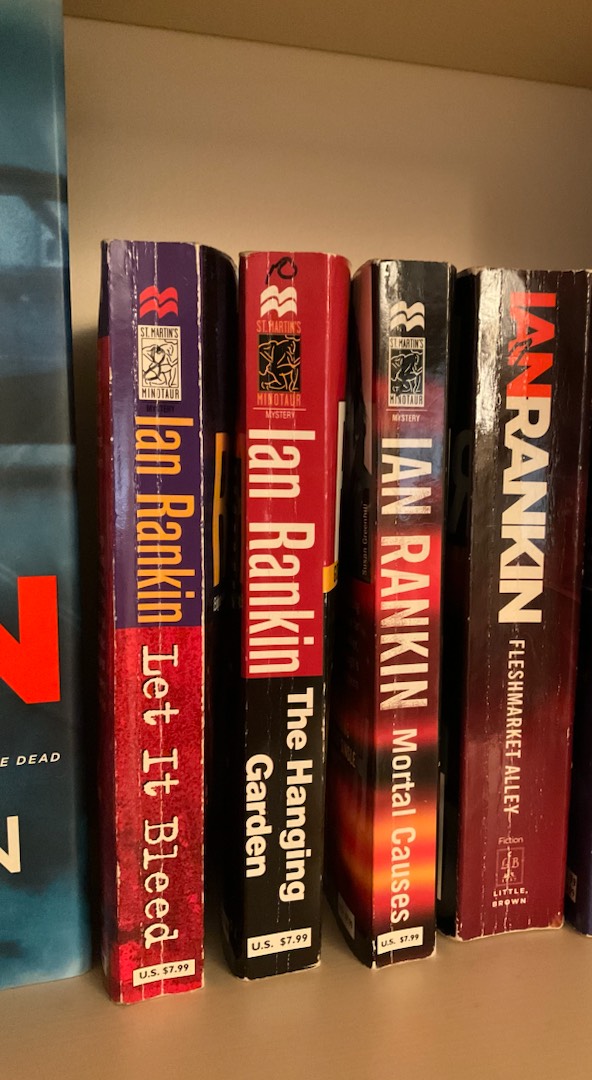 E DEAD
ST. MARTIN'S
MINOTAUR
MYSTERY
Ian Rankin
Let It Bleed
U.S. $7.99
ST. MARTIN'S
MINOTAUR
MYSTERY
Ian Rankin
The Hanging
Garden
U.S. $7.99
ST. MARTIN'S
MINOTAUR
MYSTERY
IAN RANKIN
Mortal Causes
U.S. $7.99
IAN RANKIN
FLESHMARKET ALLEY
Fiction
LB
LITTLE,
BROWN